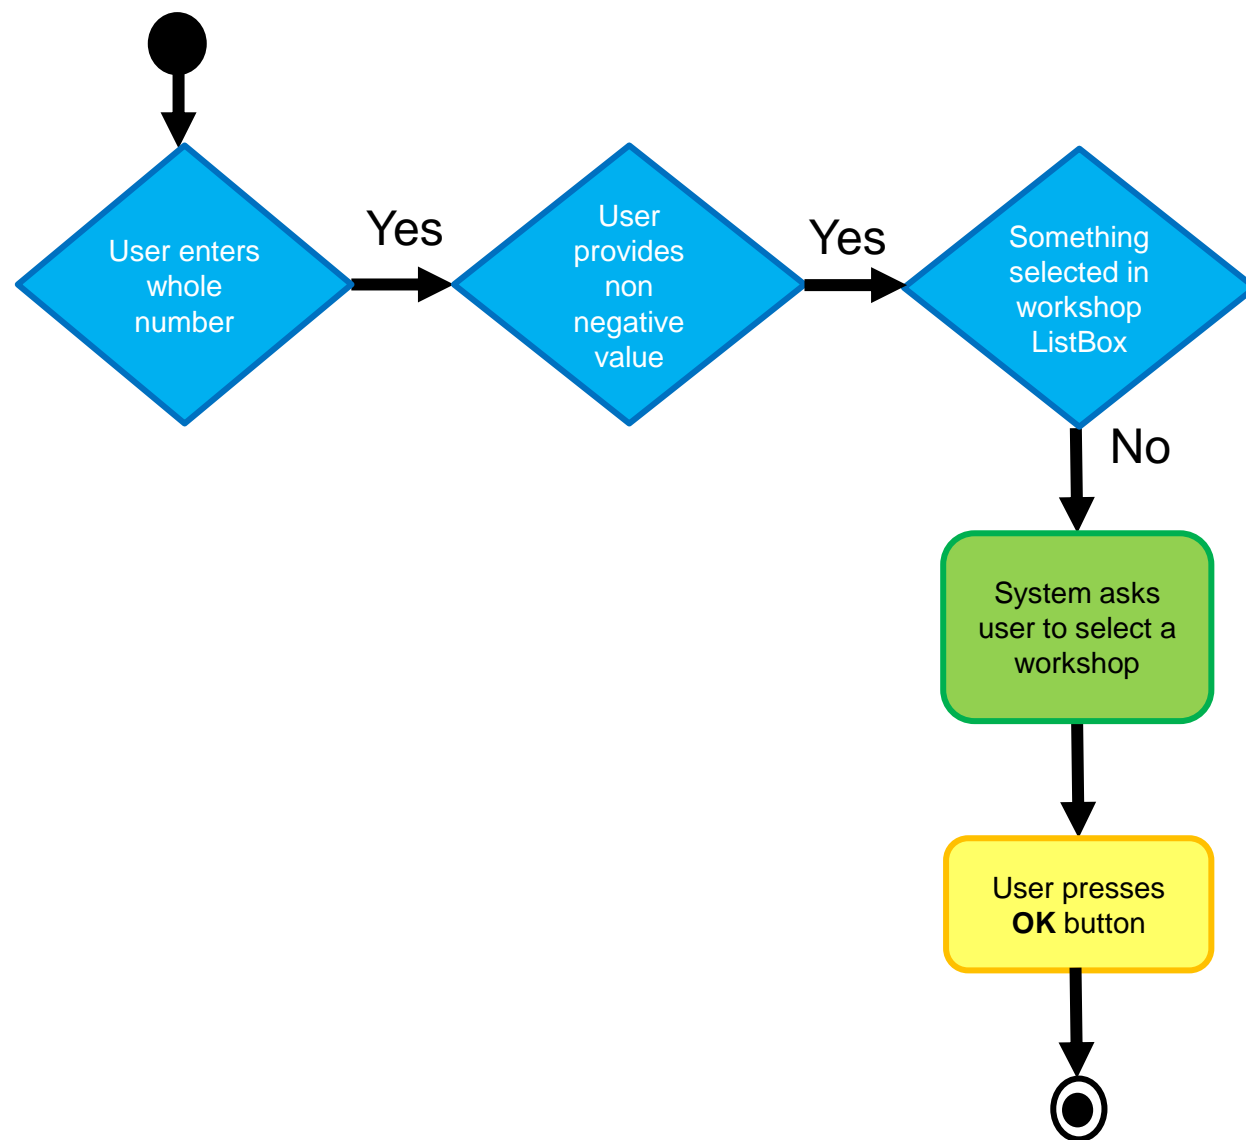 User enters
whole
number
Yes
User
provides
non
negative
value
Yes
Something
selected in
workshop
ListBox
No
System asks
user to select a
workshop
User presses
OK button